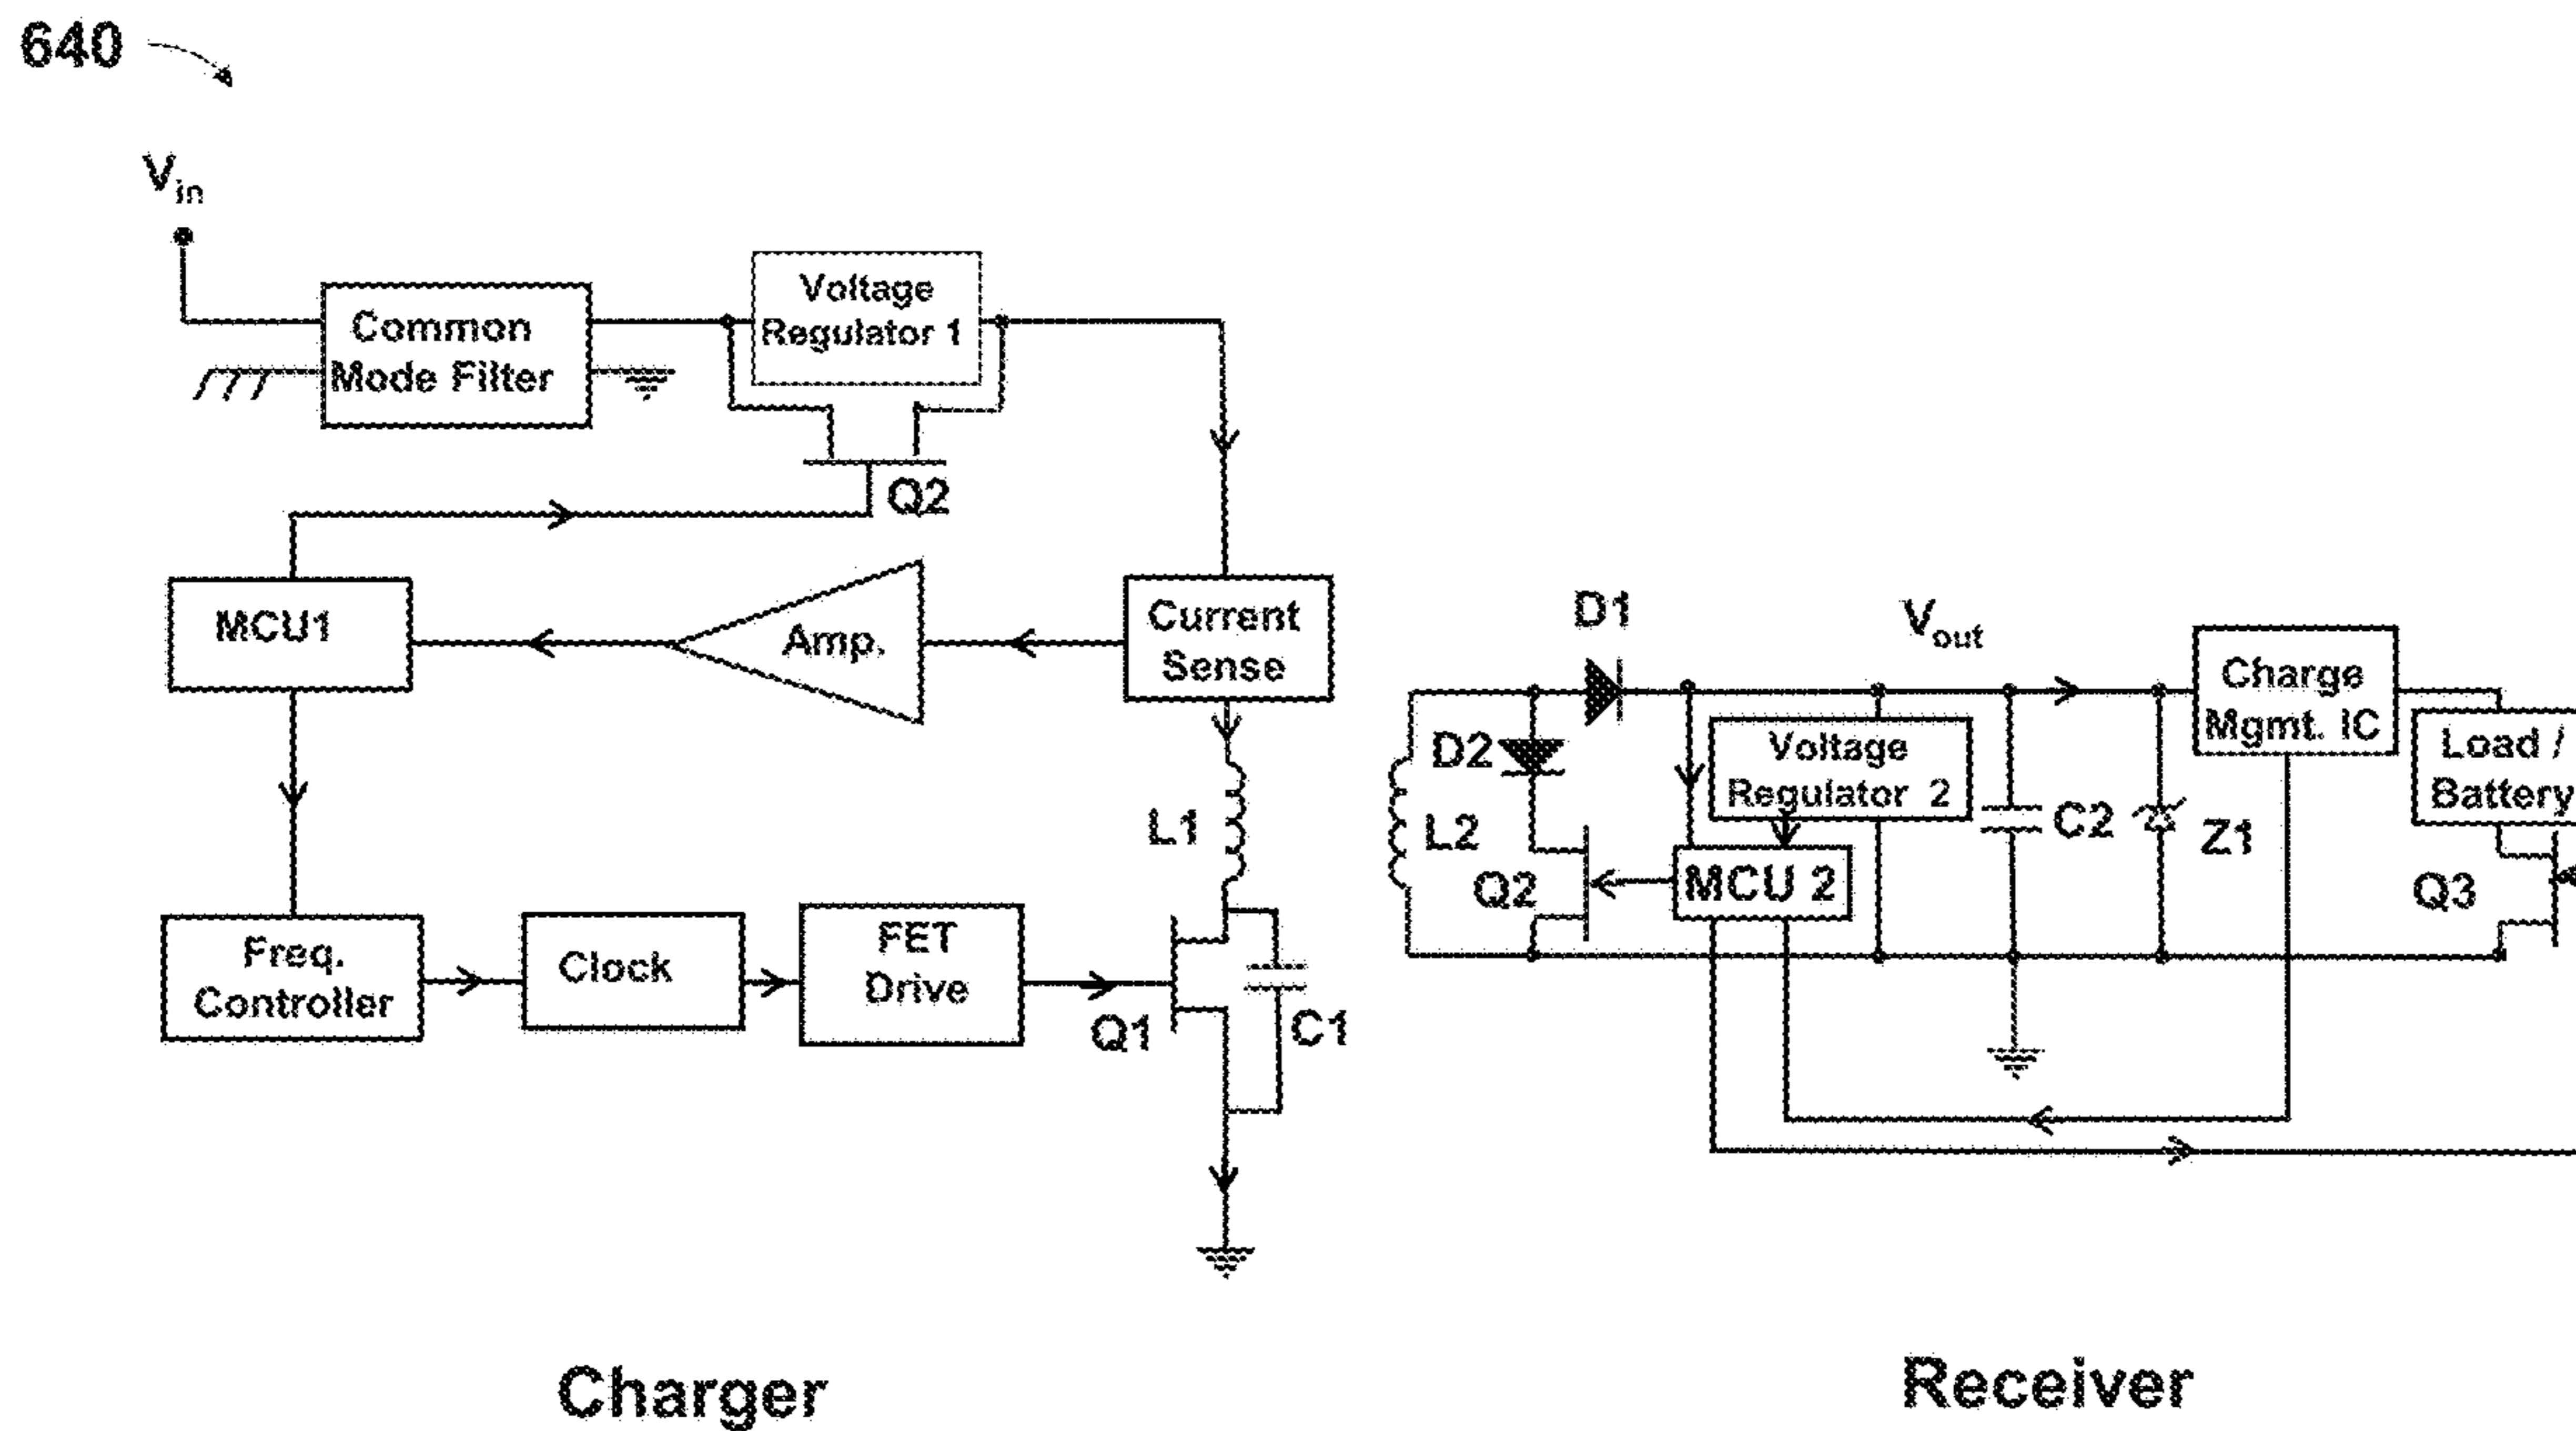 640
Vin
Common
Mode Filter
Voltage
Regulator 1
Q2
MCU1
Amp.
Current
Sense
L1
Freq.
Controller
Clock
FET
Drive
Q1
C1
Charger
D1
Vout
D2
L2
Q2
Voltage
Regulator 2
MCU 2
C2
Z1
Charge
Mgmt. IC
Load /
Battery
Q3
Receiver